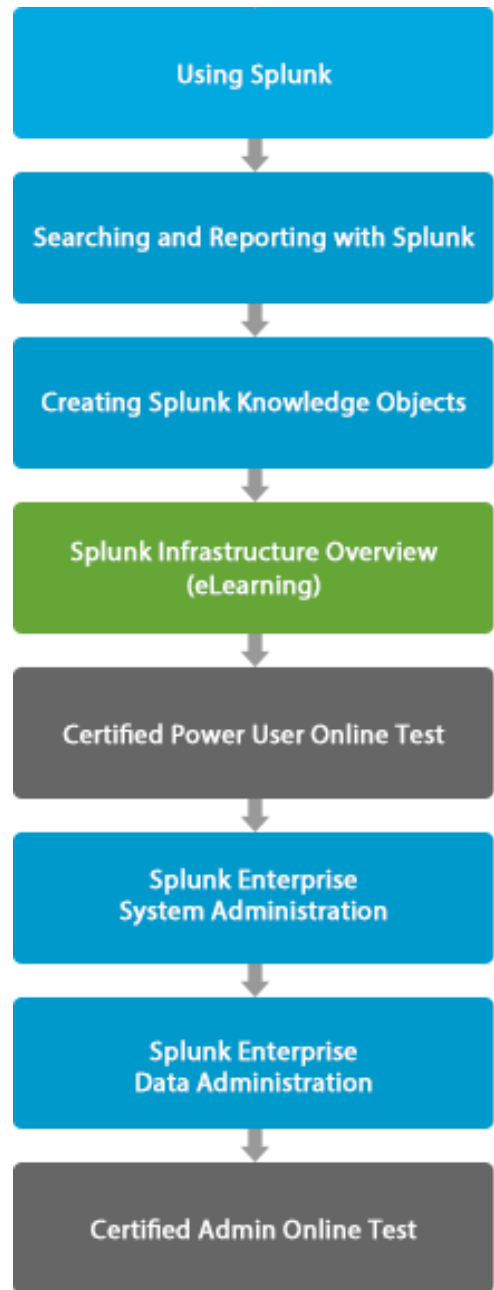 Using Splunk
Searching and Reporting with Splunk
Creating Splunk Knowledge Objects
Splunk Infrastructure Overview
(eLearning)
Certified Power User Online Test
Splunk Enterprise
System Administration
Splunk Enterprise
Data Administration
Certified Admin Online Test